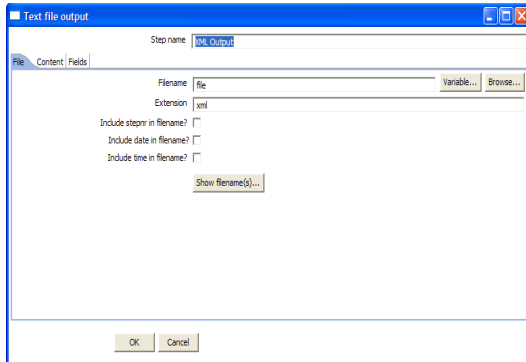 Text file output
Step name XML Output
File Content Fields
Filename file Variable... Browse...
Extension xml
Include stepnr in filename?
Include date in filename?
Include time in filename?
Show filename(s)...
OK Cancel